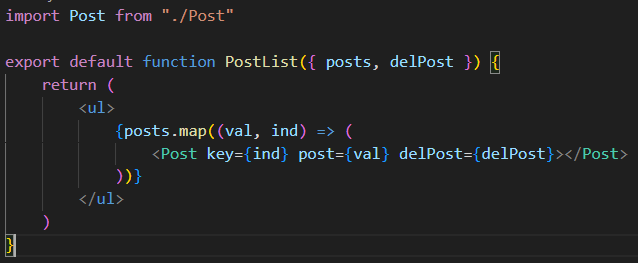 import Post from "./Post"
export default function PostList({ posts, delPost }) {
    return (
        <ul>
            {posts.map((val, ind) => (
                <Post key={ind} post={val} delPost={delPost}></Post>
            ))}
        </ul>
    )
}